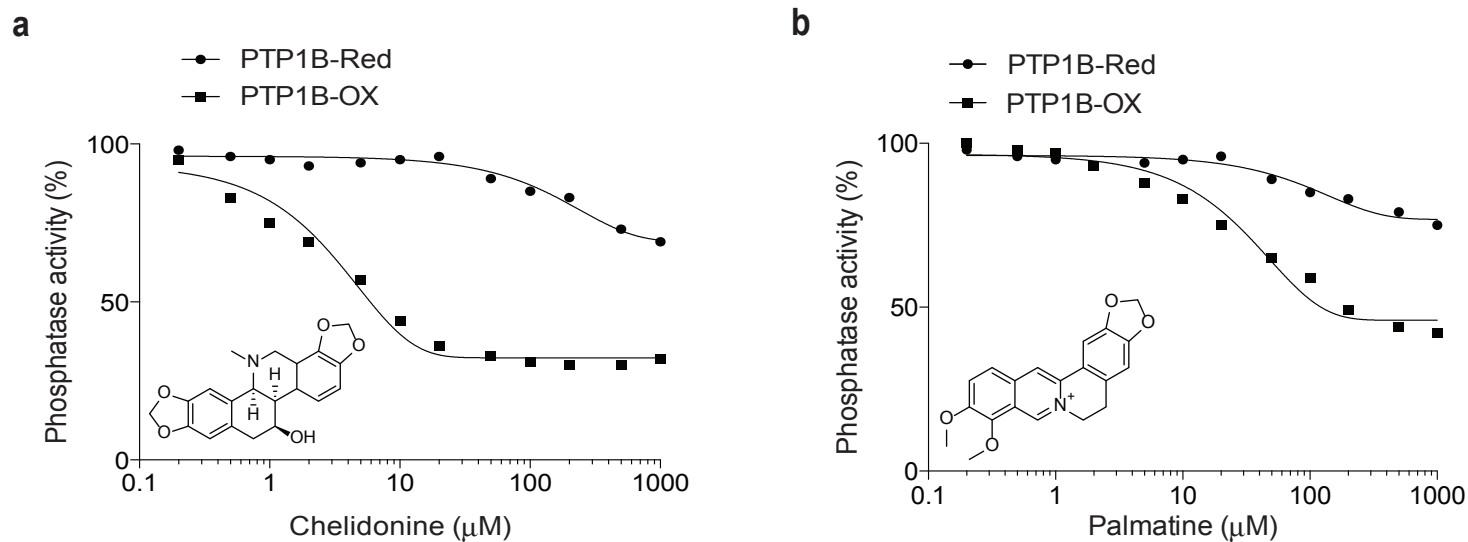 a
PTP1B-Red
PTP1B-OX
Phosphatase activity (%)
100
50
0
0.1 1 10 100 1000
Chelidonine (μM)
N
H
H
OH
O
O
O
O
b
PTP1B-Red
PTP1B-OX
Phosphatase activity (%)
100
50
0
0.1 1 10 100 1000
Palmatine (μM)
O
O
N+
O
O